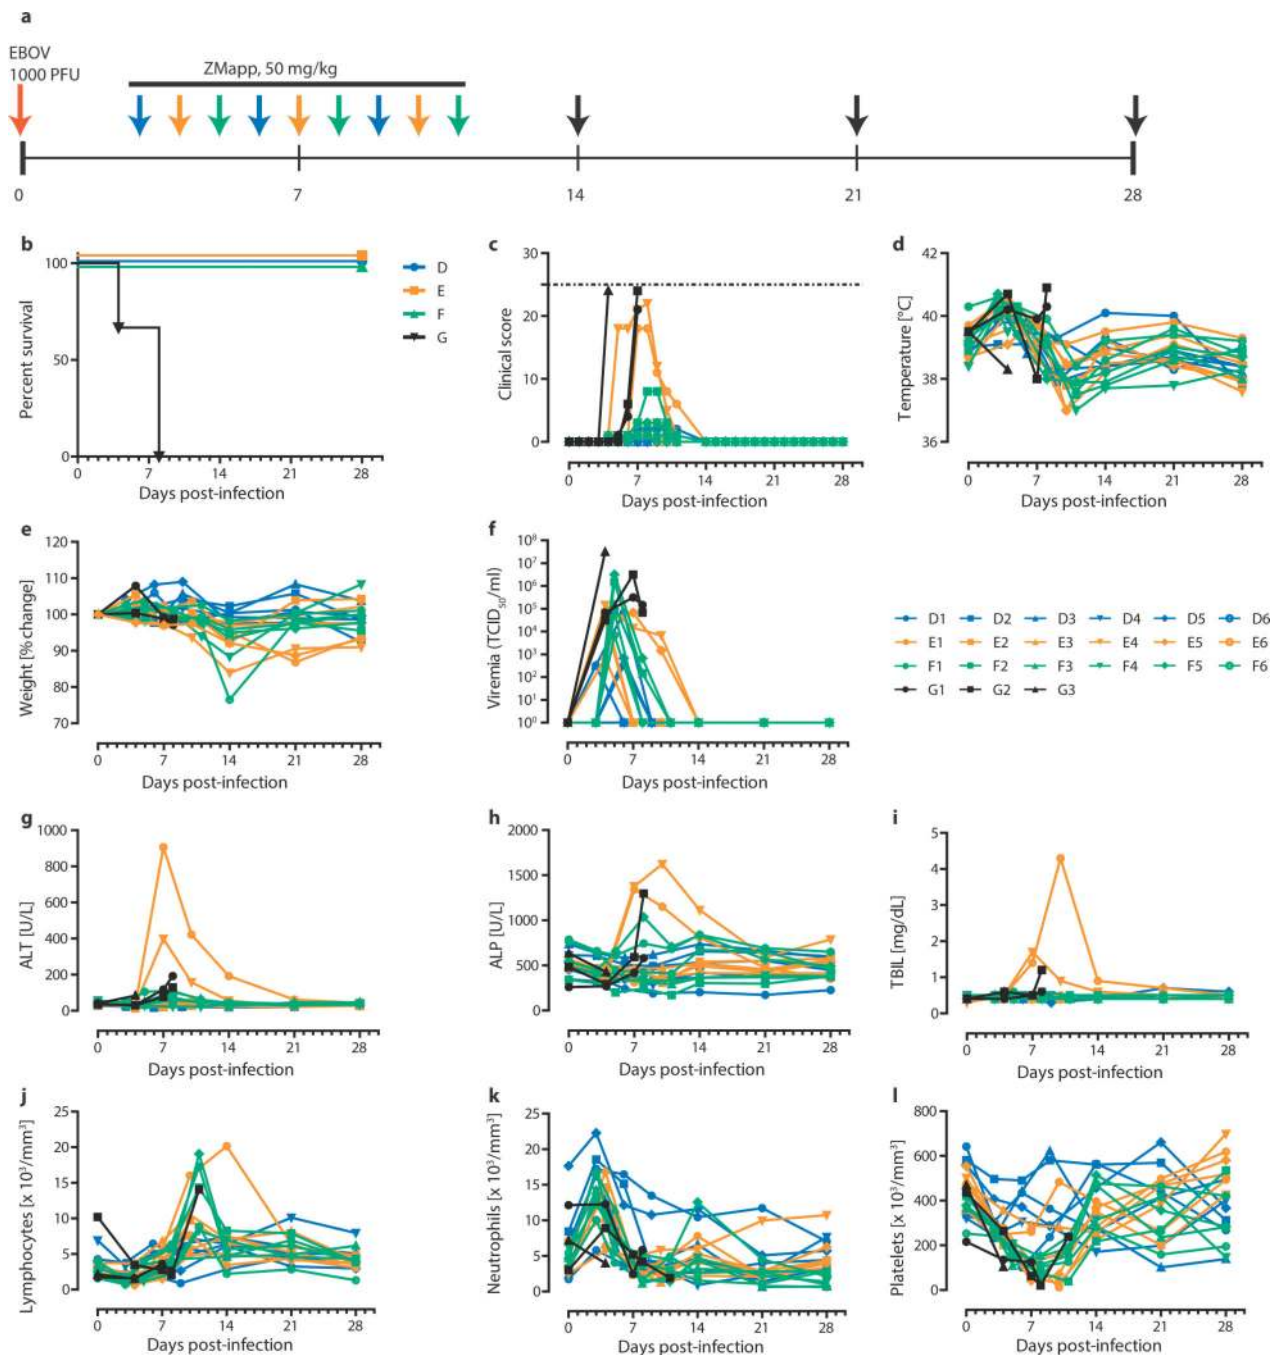 a
EBOV
1000 PFU
ZMapp, 50 mg/kg
0 7 14 21 28
b
Percent survival
100
50
0
0 7 14 21 28
Days post-infection
D
E
F
G
c
Clinical score
30
20
10
0
0 7 14 21 28
Days post-infection
d
Temperature [°C]
42
40
38
36
0 7 14 21 28
Days post-infection
e
Weight [% change]
120
110
100
90
80
70
0 7 14 21 28
Days post-infection
f
Viremia (TCID₅₀/ml)
10⁸
10⁷
10⁶
10⁵
10⁴
10³
10²
10¹
10⁰
0 7 14 21 28
Days post-infection
D1 D2 D3 D4 D5 D6
E1 E2 E3 E4 E5 E6
F1 F2 F3 F4 F5 F6
G1 G2 G3
g
ALT [U/L]
1000
800
600
400
200
0
0 7 14 21 28
Days post-infection
h
ALP [U/L]
2000
1500
1000
500
0
0 7 14 21 28
Days post-infection
i
TBIL [mg/dL]
5
4
3
2
1
0
0 7 14 21 28
Days post-infection
j
Lymphocytes [x 10³/mm³]
25
20
15
10
5
0
0 7 14 21 28
Days post-infection
k
Neutrophils [x 10³/mm³]
25
20
15
10
5
0
0 7 14 21 28
Days post-infection
l
Platelets [x 10³/mm³]
800
600
400
200
0
0 7 14 21 28
Days post-infection